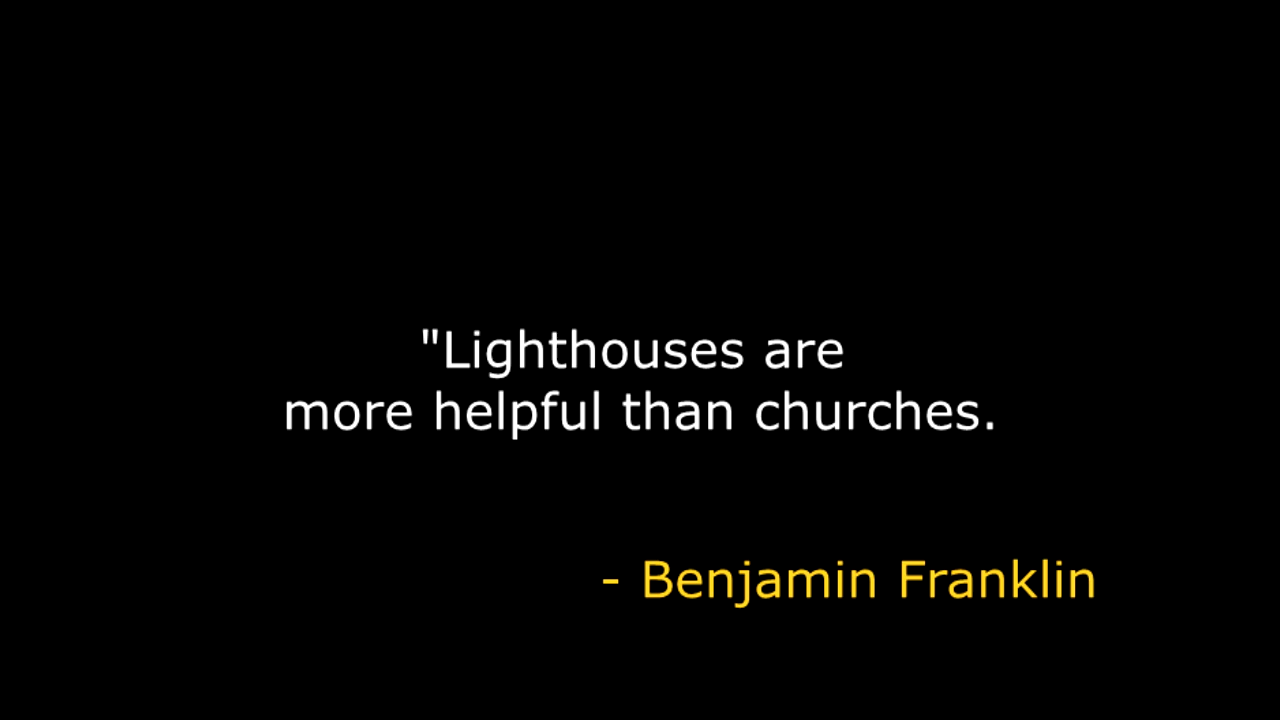 "Lighthouses are
more helpful than churches.
- Benjamin Franklin